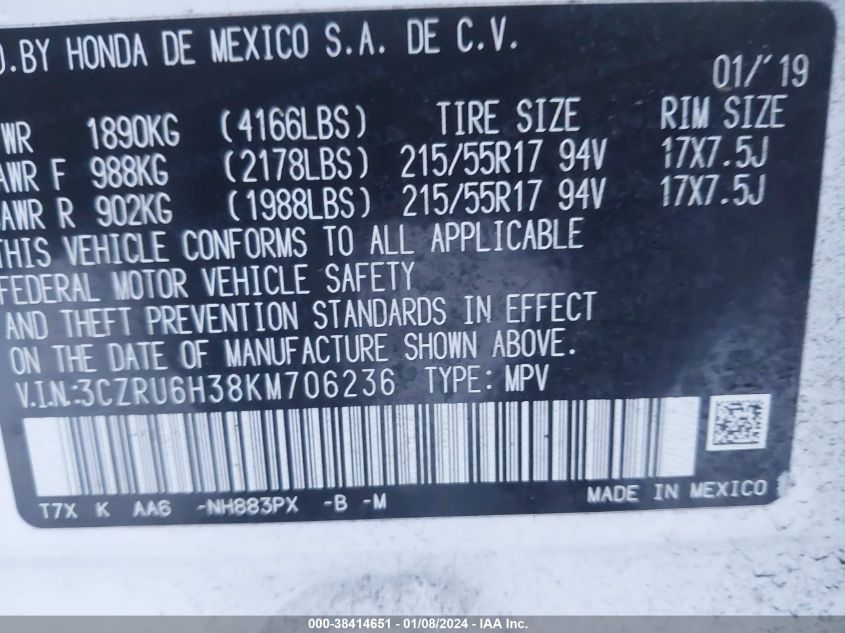 .BY HONDA DE MEXICO S.A. DE C.V.
01/'19
WR 1890KG (4166LBS) TIRE SIZE RIM SIZE
AWR F 988KG (2178LBS) 215/55R17 94V 17X7.5J
AWR R 902KG (1988LBS) 215/55R17 94V 17X7.5J
THIS VEHICLE CONFORMS TO ALL APPLICABLE
FEDERAL MOTOR VEHICLE SAFETY
AND THEFT PREVENTION STANDARDS IN EFFECT
ON THE DATE OF MANUFACTURE SHOWN ABOVE.
V.I.N.:3CZRU6H38KM706236 TYPE: MPV
T7X K AA6 -NH883PX -B -M MADE IN MEXICO
000-38414651 - 01/08/2024 - IAA Inc.